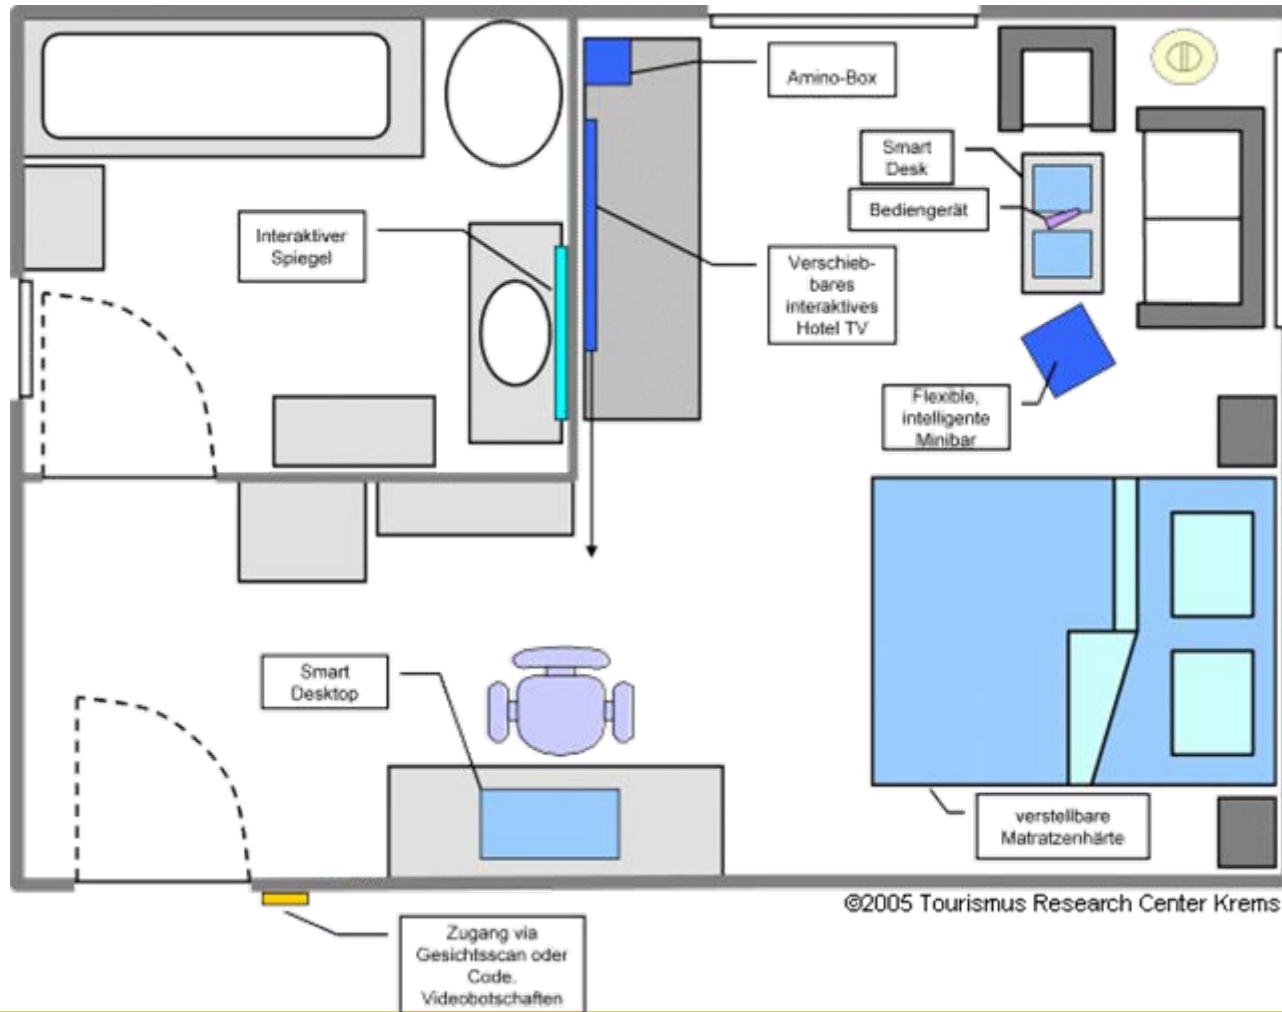 Amino-Box
Smart
Desk
Bediengerät
Interaktiver
Spiegel
Verschieb-
bares
interaktives
Hotel TV
Flexible,
intelligente
Minibar
Smart
Desktop
verstellbare
Matratzenhärte
©2005 Tourismus Research Center Krems
Zugang via
Gesichtsscan oder
Code.
Videobotschaften